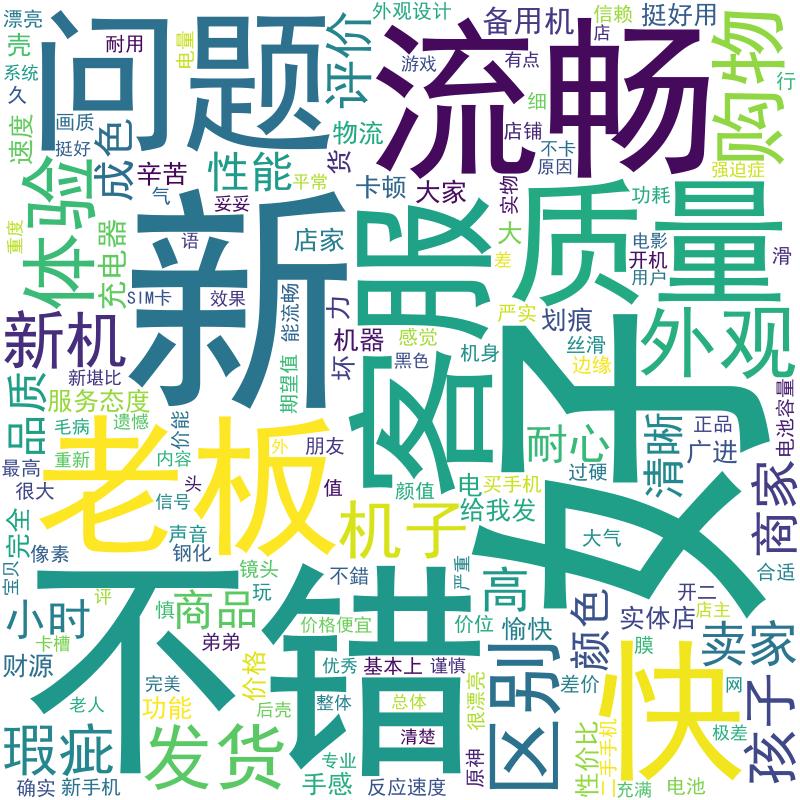 漂亮
壳
系统
久
耐用
电量
问题
评价
外观设计
游戏
流畅
备用机
有点
信赖
店
挺好用
购物
行
速度
画质
挺好
成色
辛苦
货
物流
性能
平常
卡顿
大家
细
店铺
实物
不卡
原因
强迫症
体验
重度
气
妥妥
充电器
语
SIM卡
效果
新
店家
能流畅
力
客服
大
差
质量
功耗
电影
开机
用户
滑
新机
新堪比
期望值
坏
机器
感觉
黑色
机身
严实
划痕
丝滑
边缘
外观
好
电池容量
品质
服务态度
毛病
遗憾
价能
内容
重新
最高
很大
老板
外
朋友
头
信号
值
颜值
电
买手机
给我发
耐心
过硬
清晰
正品
广进
商家
完全
宝贝
像素
声音
钢化
机子
不错
镜头
玩
不錯
严重
大气
合适
小时
评
慎
商品
弟弟
价格便宜
价位
高
愉快
颜色
开二
店主
实体店
卖家
卡槽
财源
价格
优秀
基本上
谨慎
区别
差价
膜
网
快
孩子
老人
完美
功能
后壳
整体
总体
很漂亮
极差
瑕疵
发货
专业
清楚
原神
性价比
二手手机
确实
新手机
手感
反应速度
充满
电池